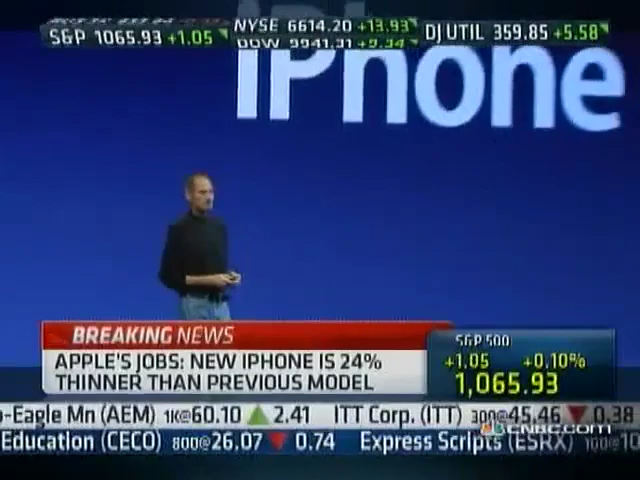 S&P 1065.93 +1.05
NYSE 6614.20 +13.93
DOW 9941.31 +9.34
DJ UTIL 359.85 +5.58
iPhone
BREAKING NEWS
APPLE'S JOBS: NEW IPHONE IS 24%
THINNER THAN PREVIOUS MODEL
S&P 500
+1.05 +0.10%
1,065.93
o-Eagle Mn (AEM) 1K@60.10 2.41 ITT Corp. (ITT) 300@45.46 0.38
Education (CECO) 800@26.07 0.74 Express Scripts (ESRX) 100@10
CNBC.com